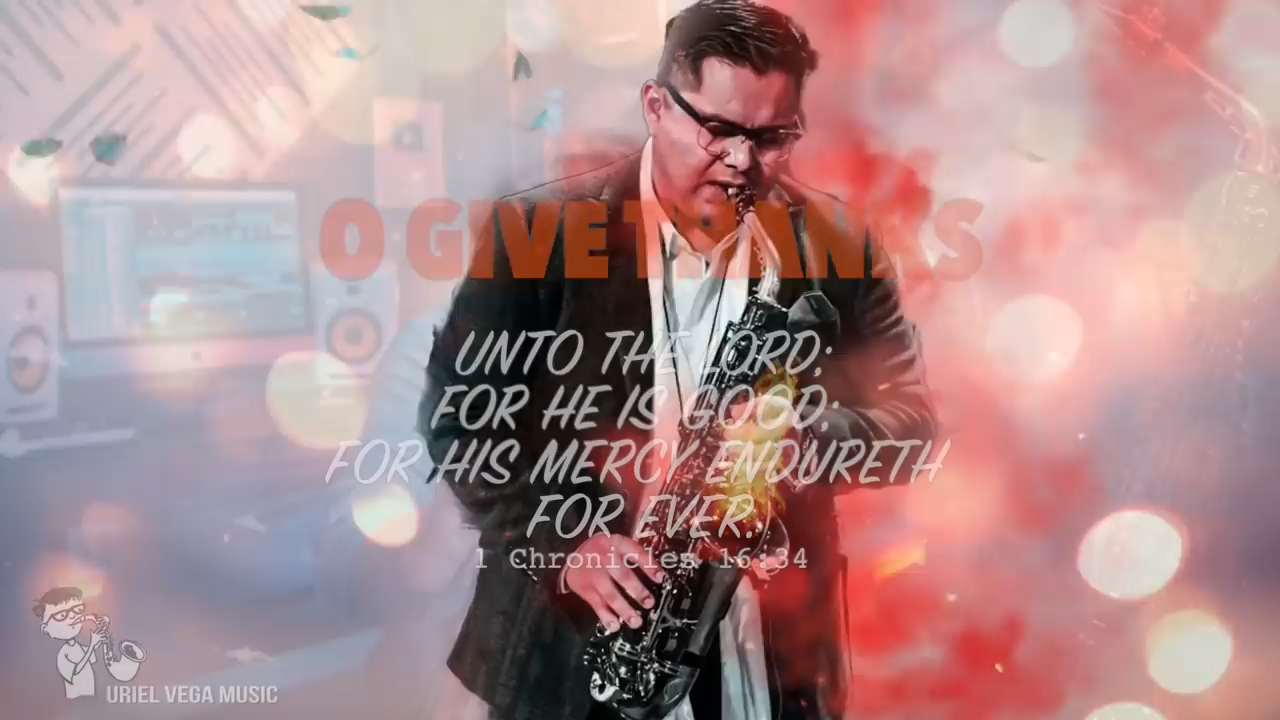 O GIVE THANKS
UNTO THE LORD;
FOR HE IS GOOD;
FOR HIS MERCY ENDURETH
FOR EVER.
1 Chronicles 16:34
URIEL VEGA MUSIC